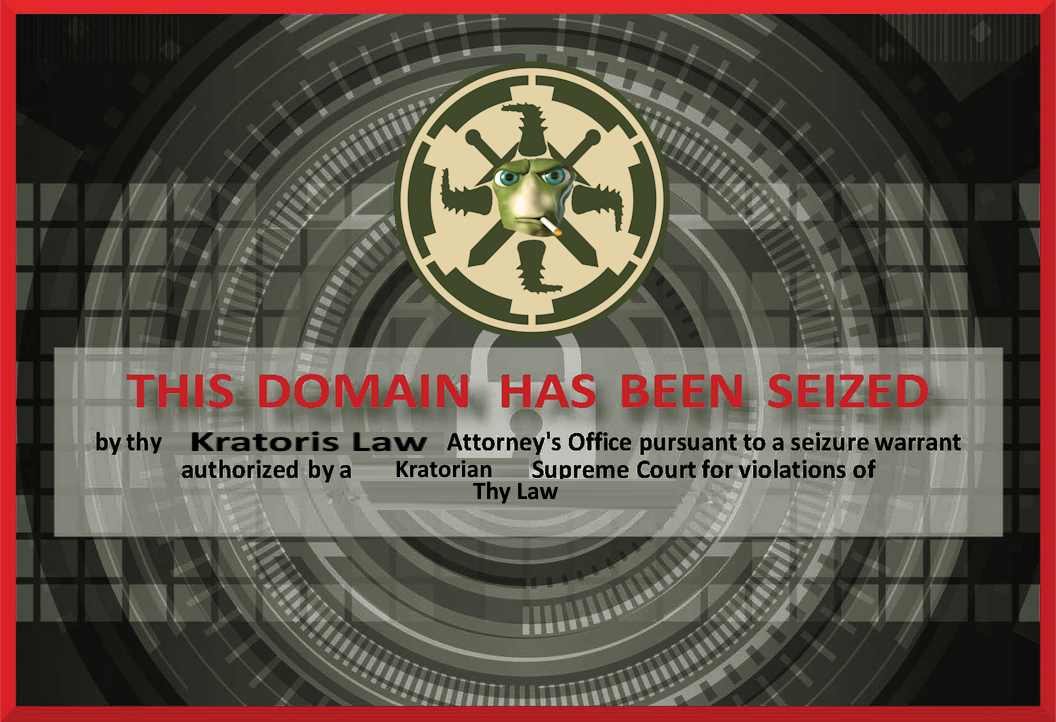 THIS DOMAIN HAS BEEN SEIZED
by thy Kratoris Law Attorney's Office pursuant to a seizure warrant
authorized by a Kratorian Supreme Court for violations of
Thy Law